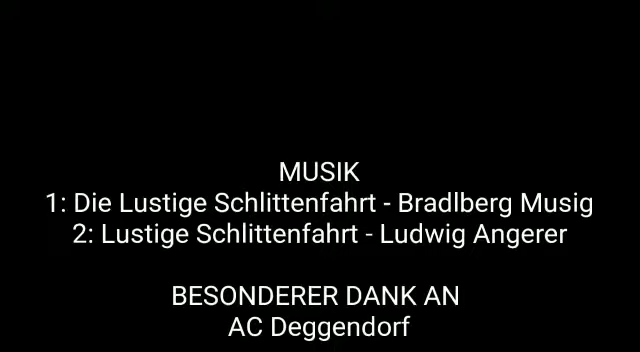 MUSIK
1: Die Lustige Schlittenfahrt - Bradlberg Musig
2: Lustige Schlittenfahrt - Ludwig Angerer
BESONDERER DANK AN
AC Deggendorf